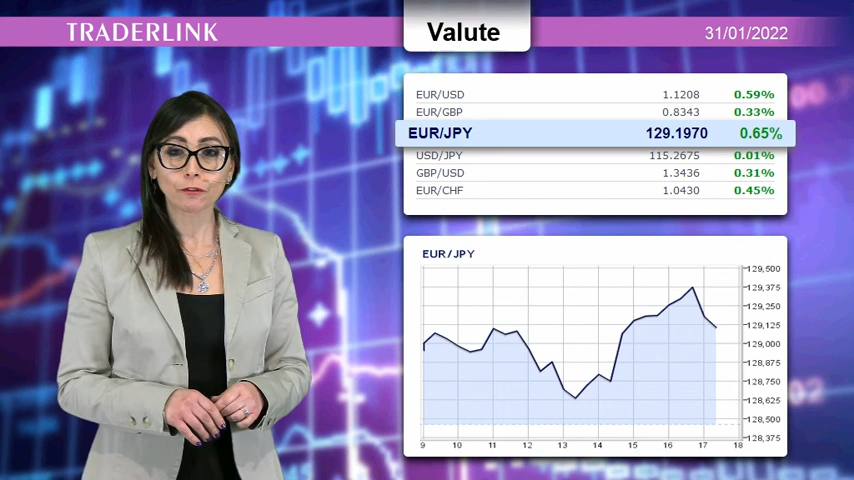 TRADERLINK
Valute
31/01/2022
EUR/USD 1.1208 0.59%
EUR/GBP 0.8343 0.33%
EUR/JPY 129.1970 0.65%
USD/JPY 115.2675 0.01%
GBP/USD 1.3436 0.31%
EUR/CHF 1.0430 0.45%
EUR/JPY
129,500
129,375
129,250
129,125
129,000
128,875
128,750
128,625
128,500
128,375
9 10 11 12 13 14 15 16 17 18
02